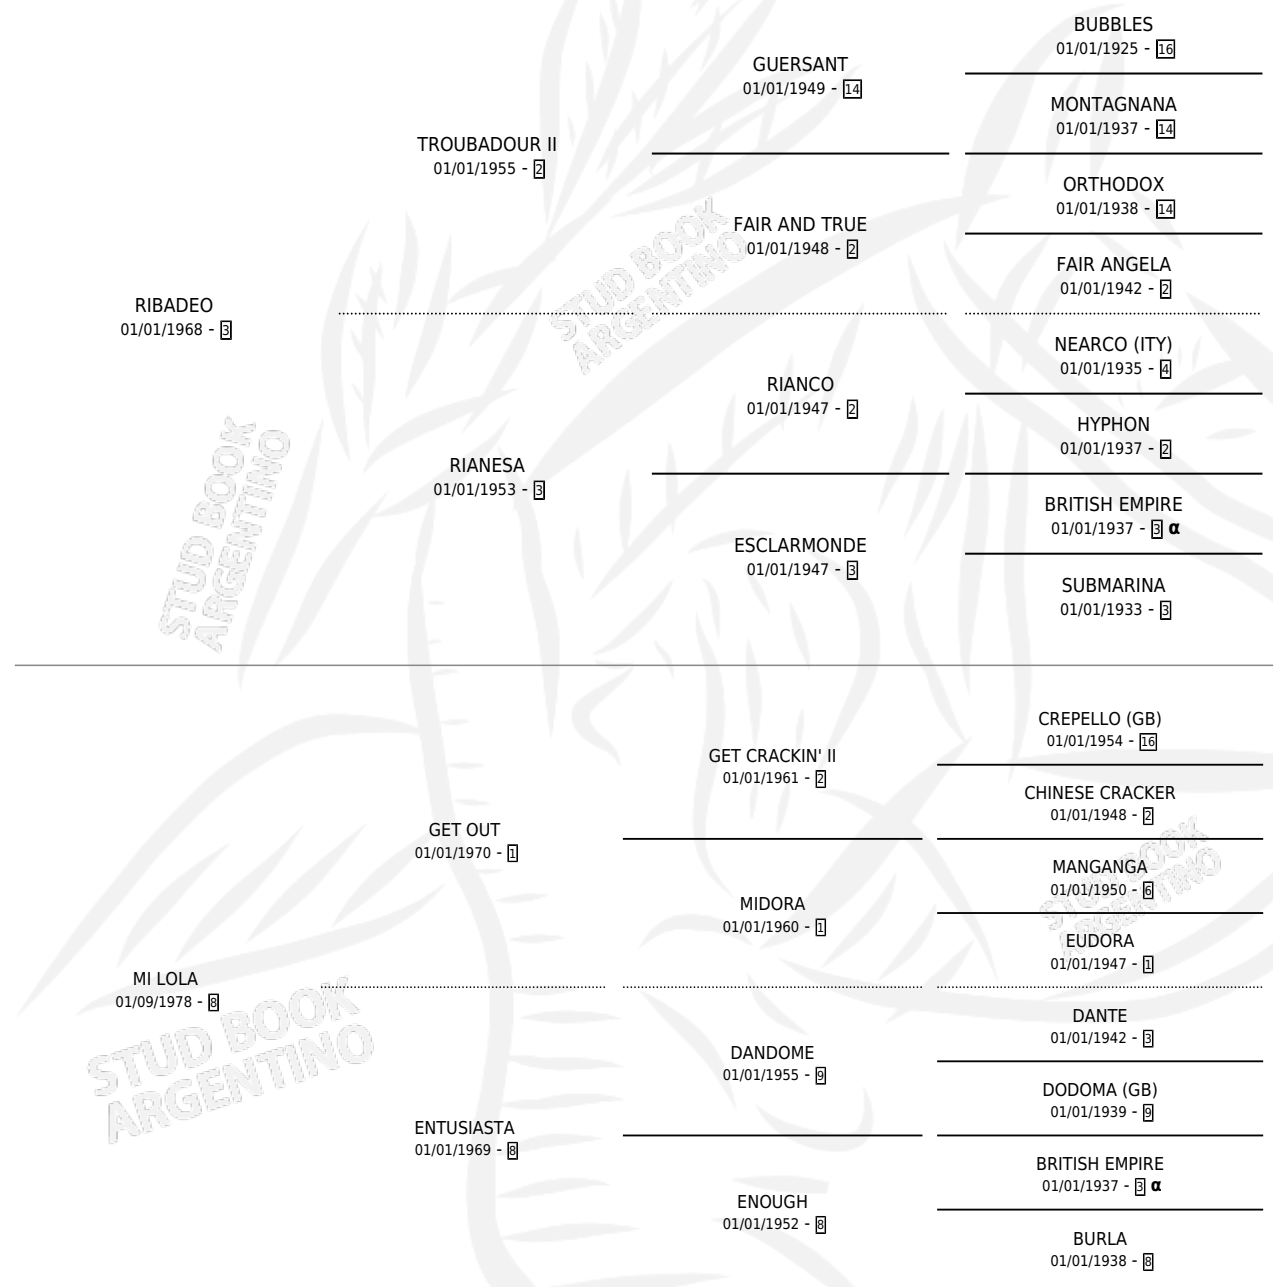 BUBBLES
01/01/1925 - 16
GUERSANT
01/01/1949 - 14
MONTAGNANA
01/01/1937 - 14
TROUBADOUR II
01/01/1955 - 2
ORTHODOX
01/01/1938 - 14
FAIR AND TRUE
01/01/1948 - 2
FAIR ANGELA
01/01/1942 - 2
RIBADEO
01/01/1968 - 3
NEARCO (ITY)
01/01/1935 - 4
RIANCO
01/01/1947 - 2
HYPHON
01/01/1937 - 2
RIANESA
01/01/1953 - 3
BRITISH EMPIRE
01/01/1937 - 3 α
ESCLARMONDE
01/01/1947 - 3
SUBMARINA
01/01/1933 - 3
CREPELLO (GB)
01/01/1954 - 16
GET CRACKIN' II
01/01/1961 - 2
CHINESE CRACKER
01/01/1948 - 2
GET OUT
01/01/1970 - 1
MANGANGA
01/01/1950 - 6
MIDORA
01/01/1960 - 1
EUDORA
01/01/1947 - 1
MI LOLA
01/09/1978 - 8
DANTE
01/01/1942 - 3
DANDOME
01/01/1955 - 9
DODOMA (GB)
01/01/1939 - 9
ENTUSIASTA
01/01/1969 - 8
BRITISH EMPIRE
01/01/1937 - 3 α
ENOUGH
01/01/1952 - 8
BURLA
01/01/1938 - 8
STUD BOOK
ARGENTINO
STUD BOOK
ARGENTINO
STUD BOOK
ARGENTINO
STUD BOOK
ARGENTINO